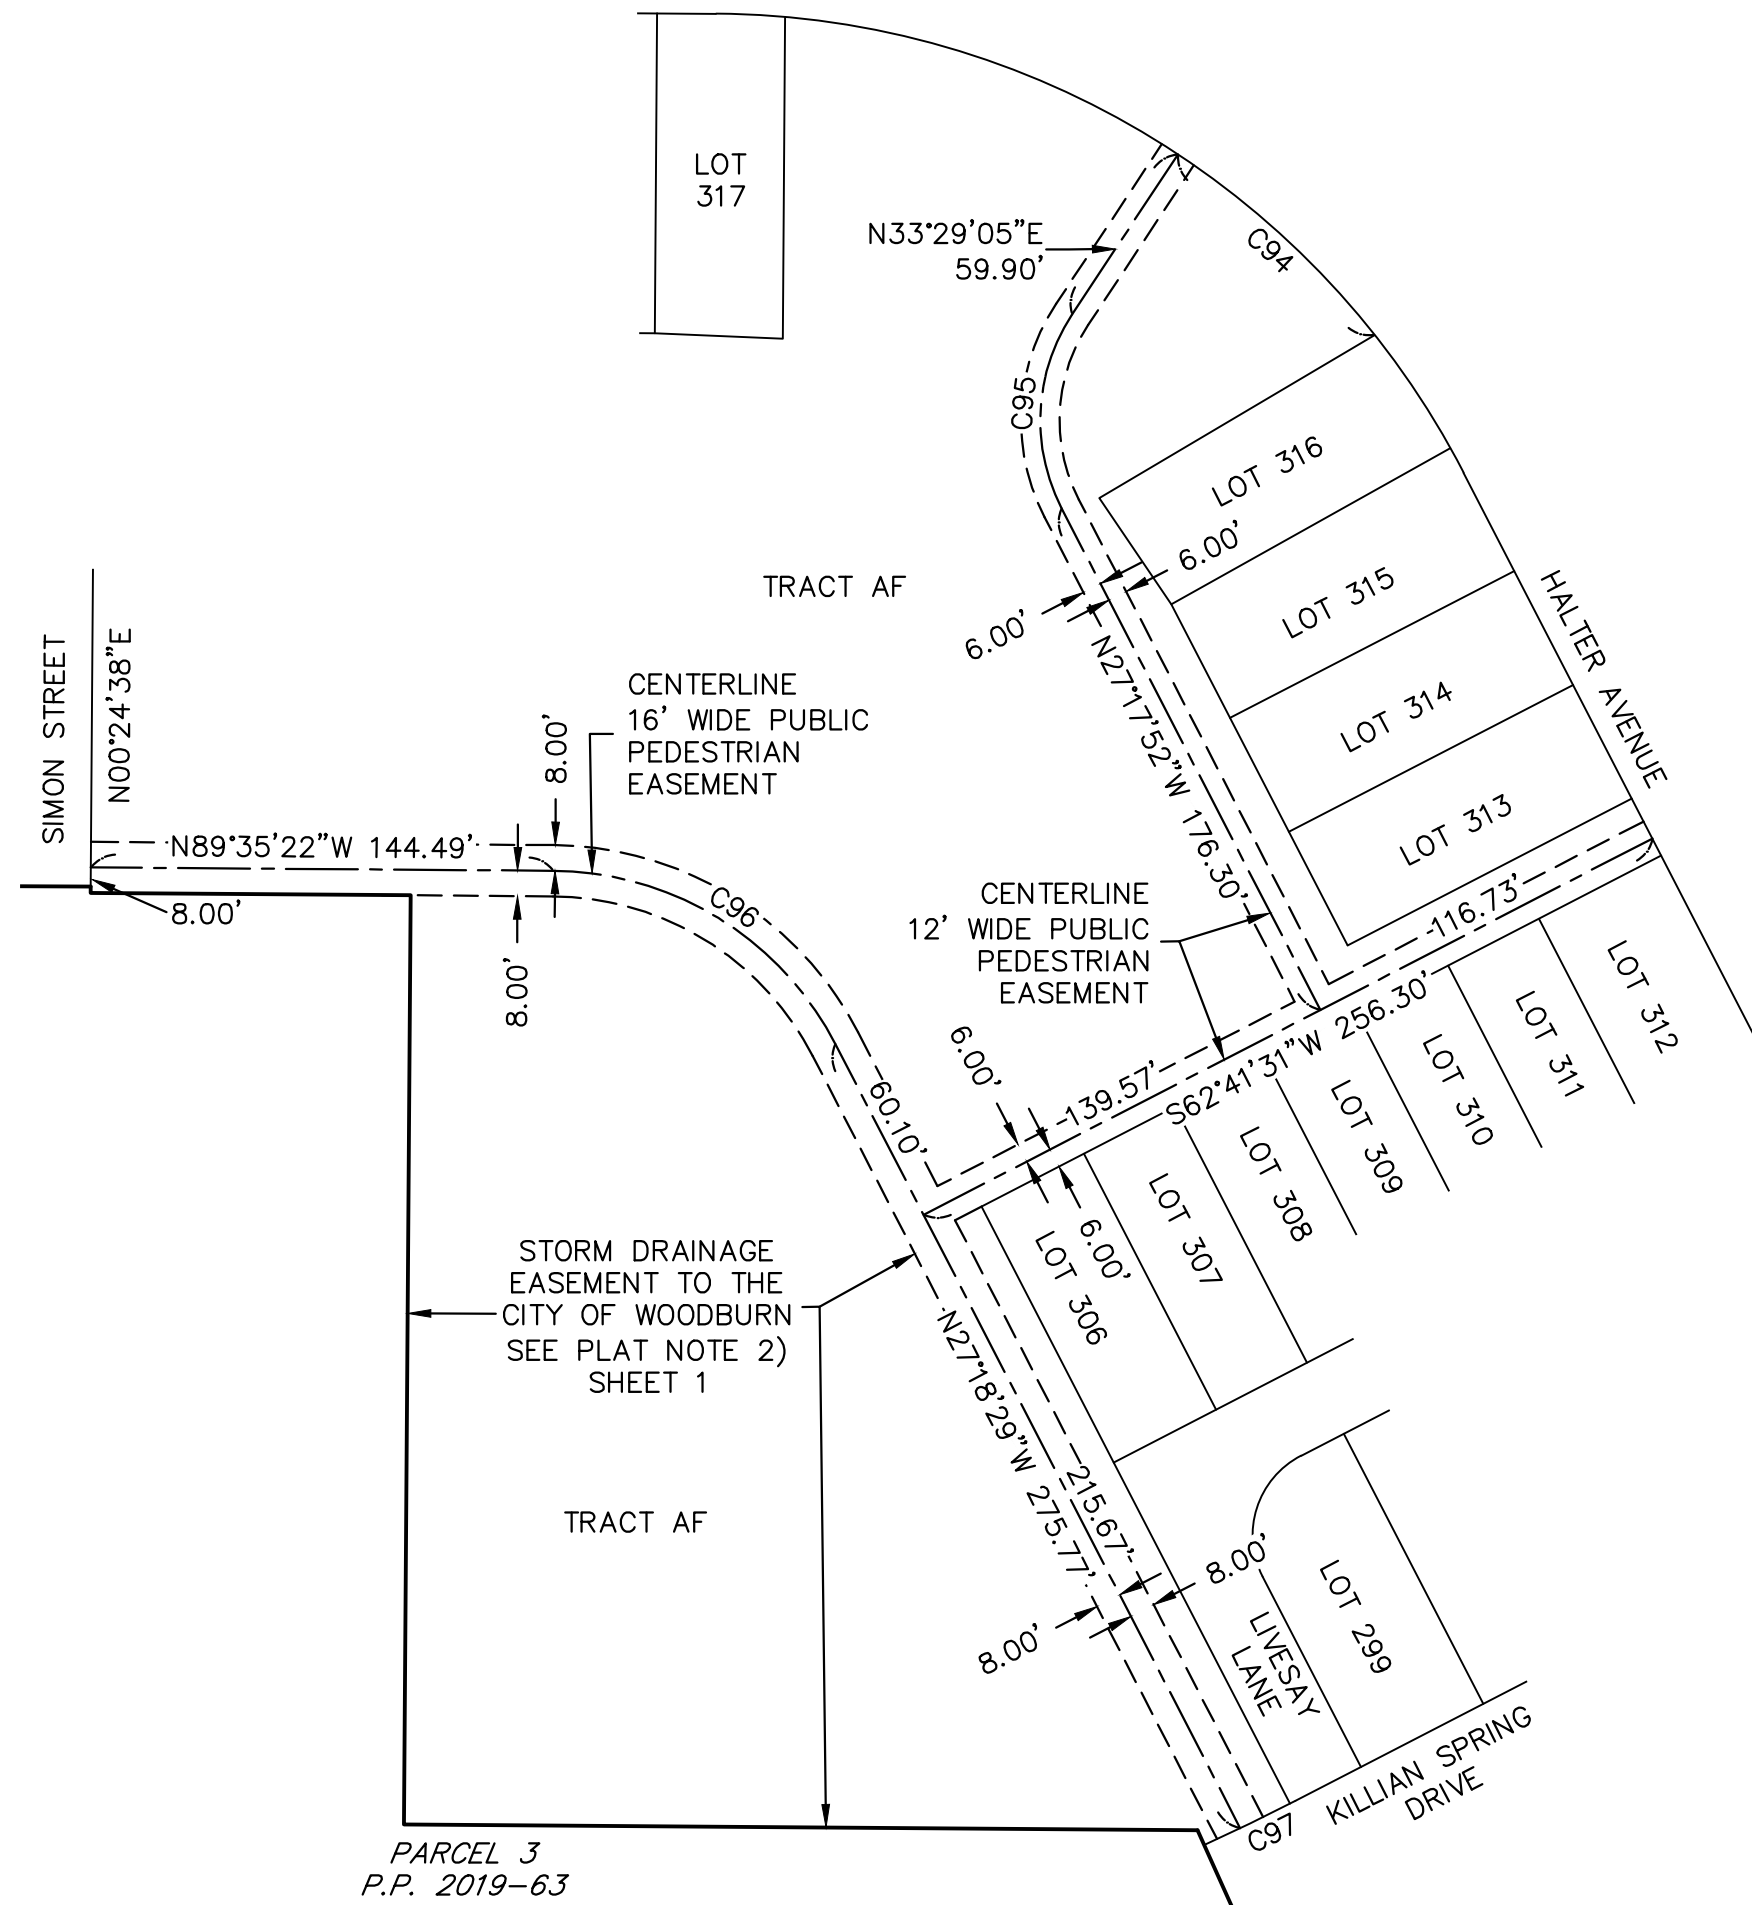 LOT
317
N33°29'05"E
59.90'
C94
C95
LOT 316
6.00'
LOT 315
HALTER AVENUE
TRACT AF
6.00'
N27°17'52"W 176.30'
LOT 314
SIMON STREET
N00°24'38"E
CENTERLINE
16' WIDE PUBLIC
PEDESTRIAN
EASEMENT
8.00'
LOT 313
N89°35'22"W 144.49'
8.00'
8.00'
C96
CENTERLINE
12' WIDE PUBLIC
PEDESTRIAN
EASEMENT
116.73'
LOT 312
LOT 311
LOT 310
LOT 309
LOT 308
LOT 307
LOT 306
S62°41'31"W 256.30'
139.57'
6.00'
6.00'
60.10'
STORM DRAINAGE
EASEMENT TO THE
CITY OF WOODBURN
SEE PLAT NOTE 2)
SHEET 1
N27°18'29"W 275.77'
215.67'
TRACT AF
8.00'
8.00'
LOT 299
LIVESAY
LANE
KILLIAN SPRING
DRIVE
C97
PARCEL 3
P.P. 2019-63